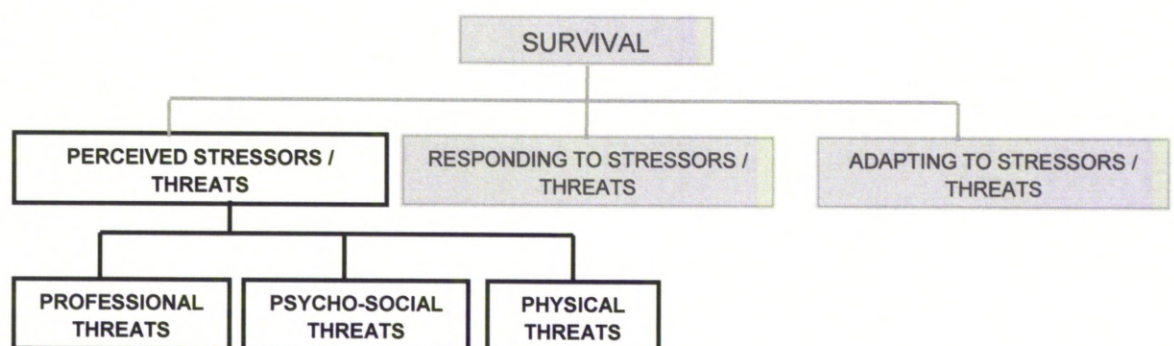 SURVIVAL
PERCEIVED STRESSORS /
THREATS
RESPONDING TO STRESSORS /
THREATS
ADAPTING TO STRESSORS /
THREATS
PROFESSIONAL
THREATS
PSYCHO-SOCIAL
THREATS
PHYSICAL
THREATS